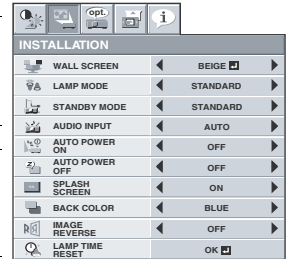 opt.
i
INSTALLATION
WALL SCREEN BEIGE
LAMP MODE STANDARD
STANDBY MODE STANDARD
AUDIO INPUT AUTO
AUTO POWER ON OFF
AUTO POWER OFF OFF
SPLASH SCREEN ON
BACK COLOR BLUE
IMAGE REVERSE OFF
LAMP TIME RESET OK